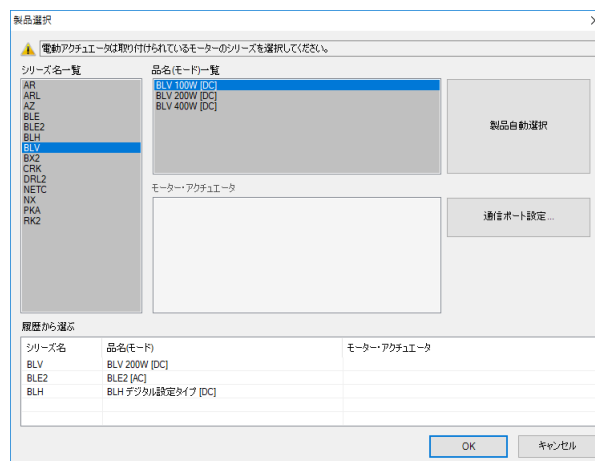 製品選択
電動アクチュエータは取り付けられているモーターのシリーズを選択してください。
シリーズ名一覧
品名(モード)一覧
AR
ARL
AZ
BLE
BLE2
BLH
BLV
BX2
CRK
DRL2
NETC
NX
PKA
RK2
BLV 100W [DC]
BLV 200W [DC]
BLV 400W [DC]
製品自動選択
モーター・アクチュエータ
通信ポート設定...
履歴から選ぶ
シリーズ名 品名(モード) モーター・アクチュエータ
BLV BLV 200W [DC]
BLE2 BLE2 [AC]
BLH BLH デジタル設定タイプ [DC]
OK キャンセル